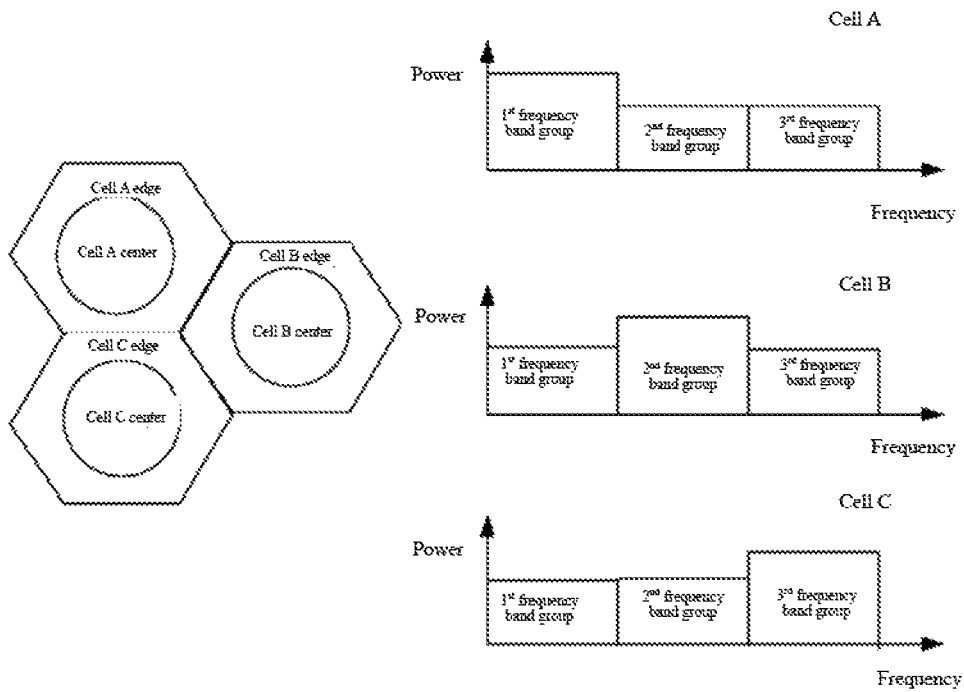 Cell A
Power
1st frequency
band group
2nd frequency
band group
3rd frequency
band group
Frequency
Cell A edge
Cell A center
Cell B edge
Cell B center
Cell C edge
Cell C center
Cell B
Power
1st frequency
band group
2nd frequency
band group
3rd frequency
band group
Frequency
Cell C
Power
1st frequency
band group
2nd frequency
band group
3rd frequency
band group
Frequency